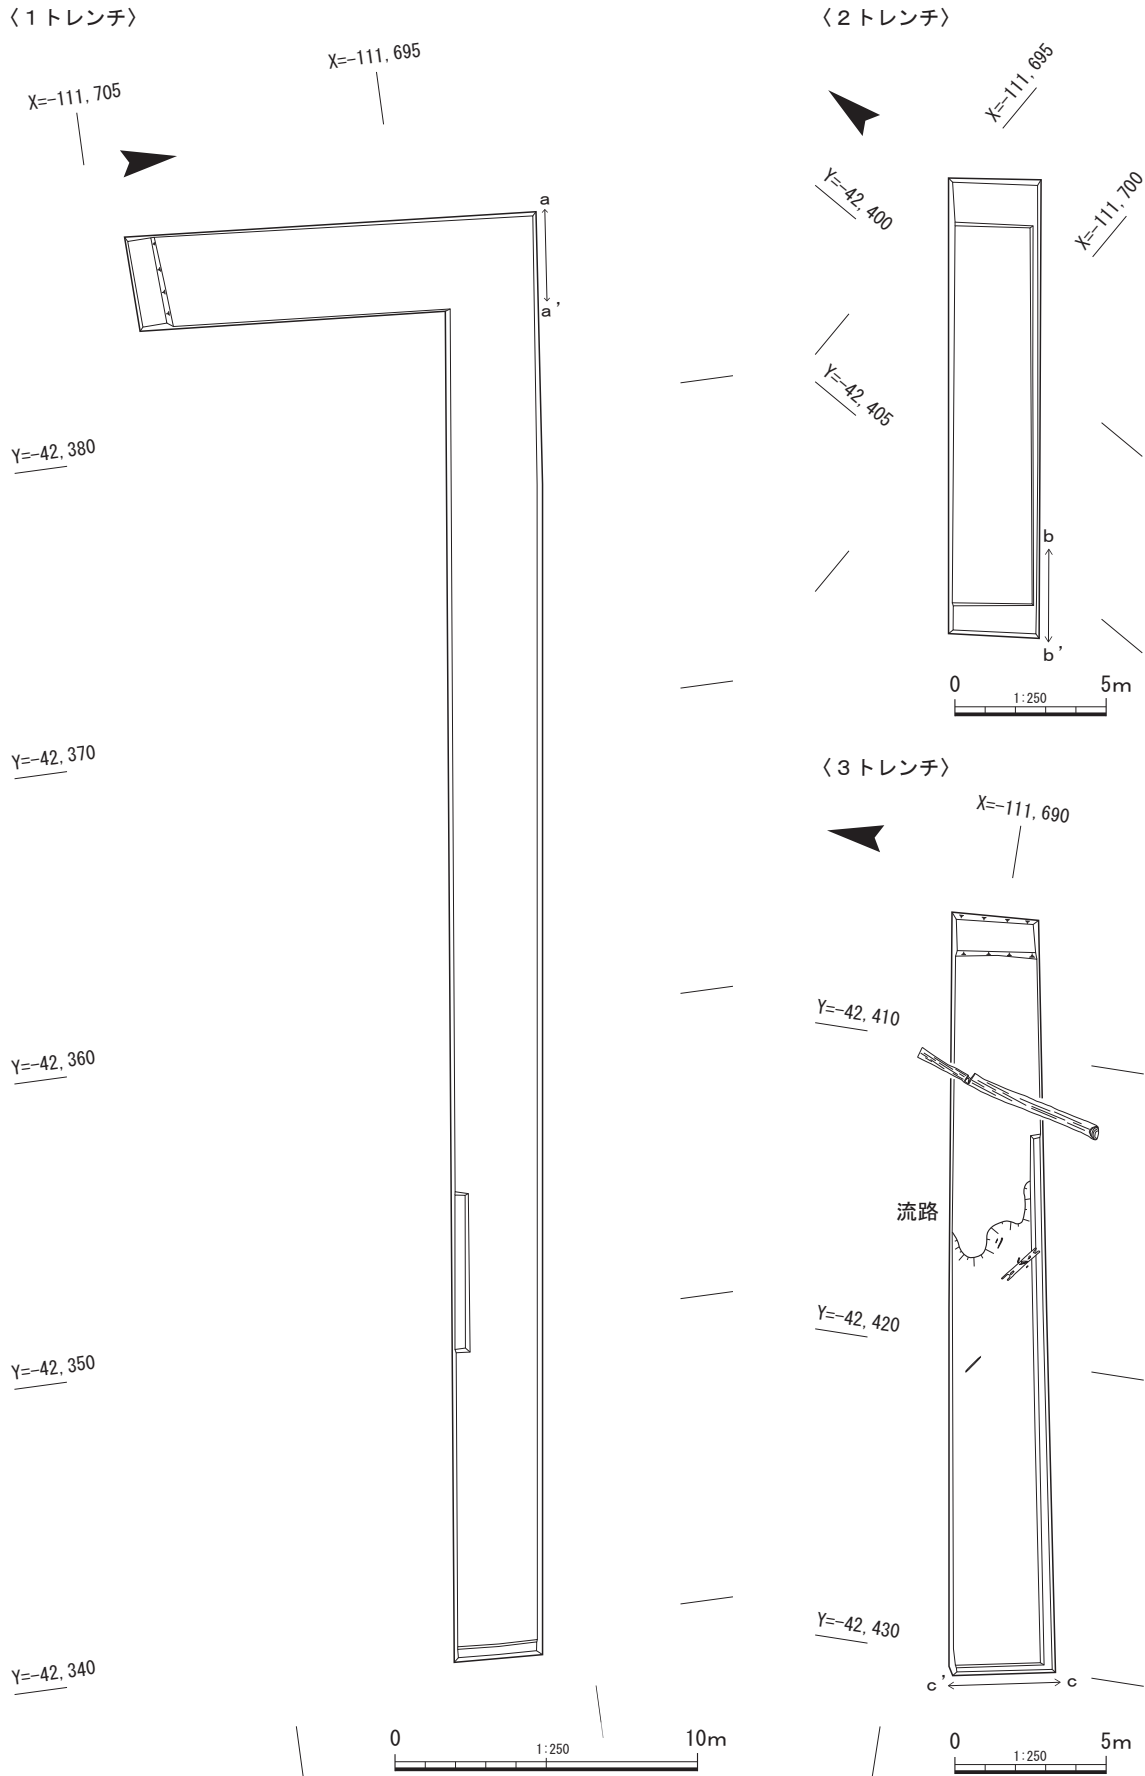 〈１トレンチ〉
X=-111,705
X=-111,695
a
a'
Y=-42,380
Y=-42,370
Y=-42,360
Y=-42,350
Y=-42,340
0
1:250
10m
〈２トレンチ〉
X=-111,695
X=-111,700
Y=-42,400
Y=-42,405
b
b'
0
1:250
5m
〈３トレンチ〉
X=-111,690
Y=-42,410
流路
Y=-42,420
Y=-42,430
c'
c
0
1:250
5m